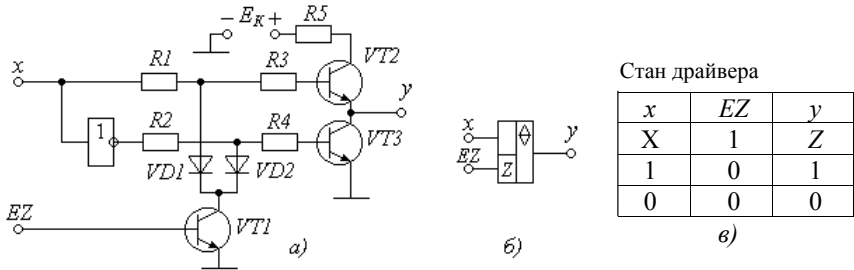 − Eк + R5
x R1 R3 VT2
y
R2 R4
1
VT3
VD1 VD2
EZ
VT1
а)
x
EZ Z
y
б)
Стан драйвера
x EZ y
X 1 Z
1 0 1
0 0 0
в)